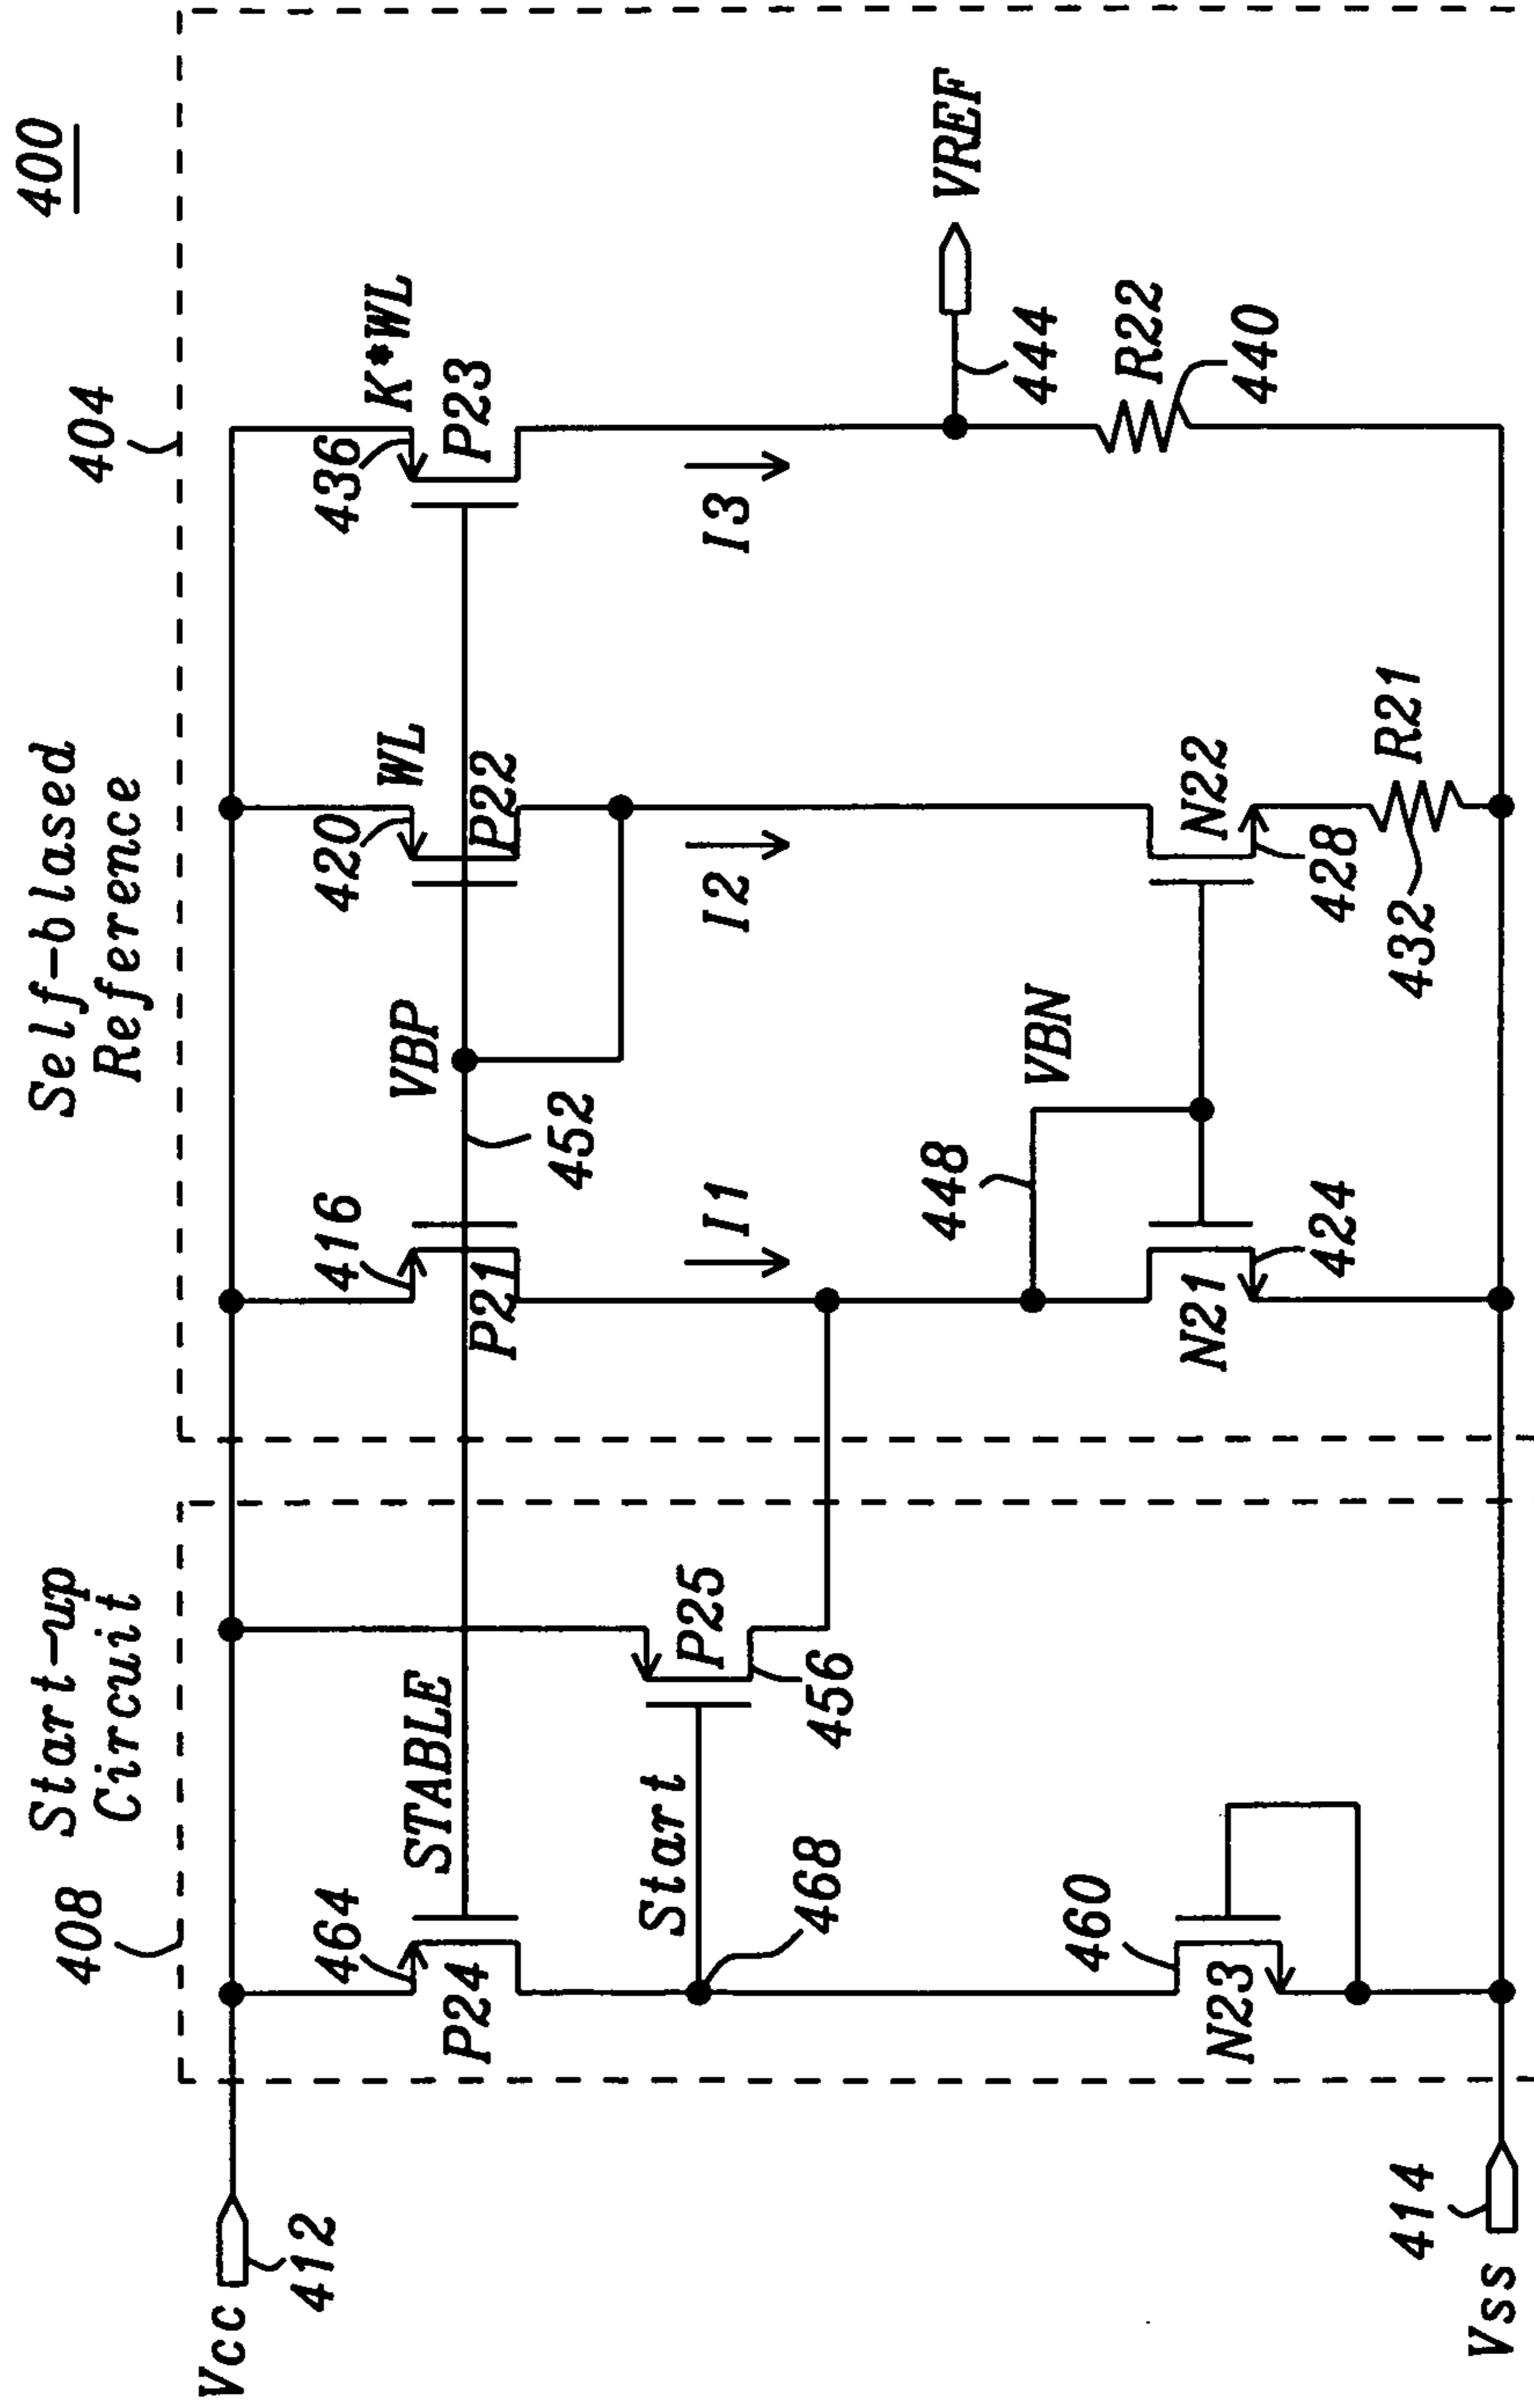 400
408
Start-up
Circuit
Self-biased
Reference
404
Vcc
412
464
P24
STABLE
416
P21
VBP
452
420
WL
P22
436
K*WL
P23
Start
468
P25
456
I1
I2
I3
VREF
444
448
VBN
460
N23
N21
424
N22
428
R22
440
432
R21
414
Vss